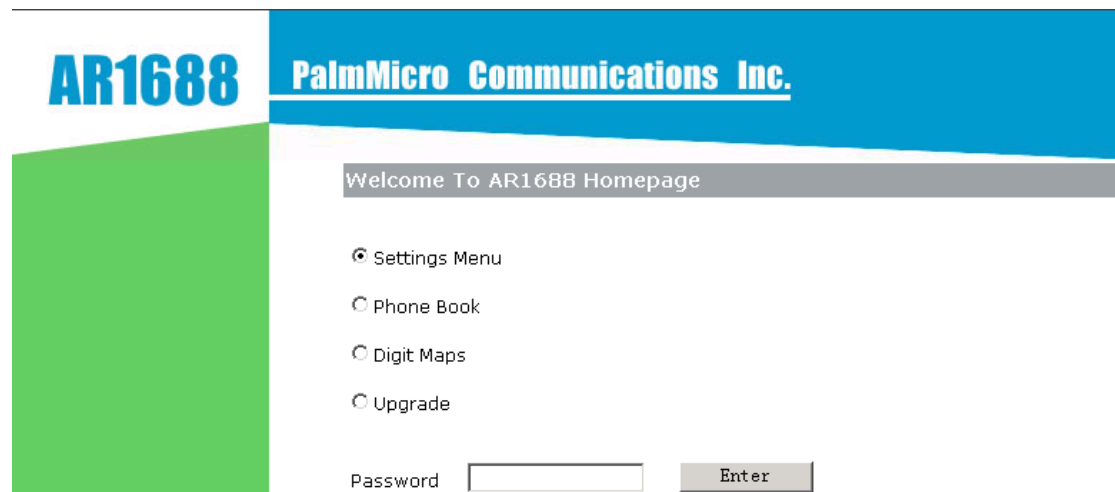 AR1688
PalmMicro Communications Inc.
Welcome To AR1688 Homepage
Settings Menu
Phone Book
Digit Maps
Upgrade
Password Enter